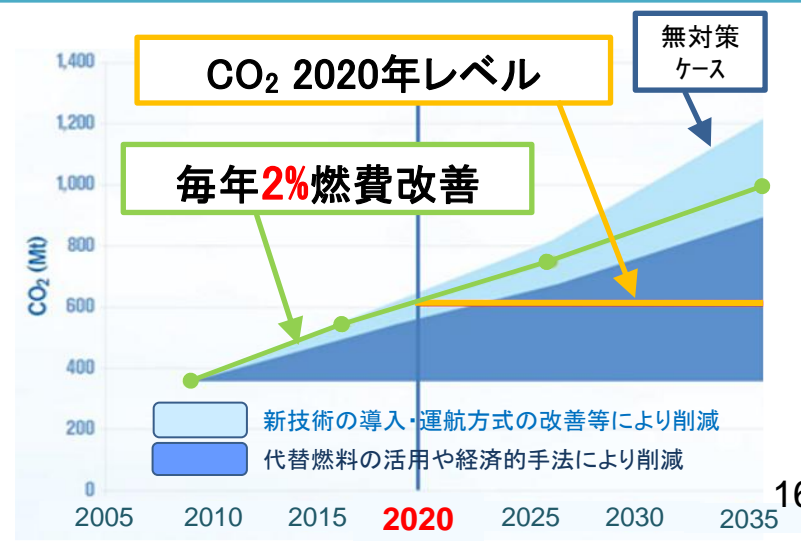 無対策
ケース
CO₂ 2020年レベル
毎年2%燃費改善
CO₂ (Mt)
1,400
1,200
1,000
800
600
400
200
0
新技術の導入・運航方式の改善等により削減
代替燃料の活用や経済的手法により削減
2005 2010 2015 2020 2025 2030 2035
16